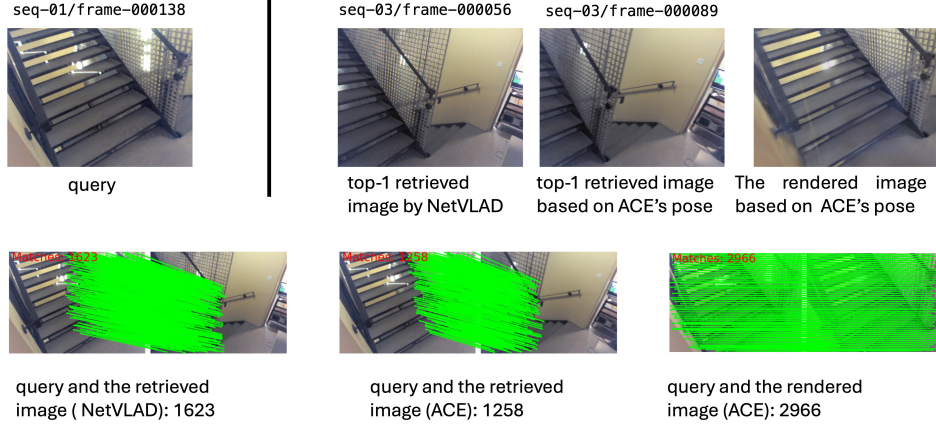 seq-01/frame-000138
seq-03/frame-000056
seq-03/frame-000089
query
top-1 retrieved
image by NetVLAD
top-1 retrieved image
based on ACE's pose
The rendered image
based on ACE's pose
Matches: 1623
Matches: 1258
Matches: 2966
query and the retrieved
image ( NetVLAD): 1623
query and the retrieved
image (ACE): 1258
query and the rendered
image (ACE): 2966